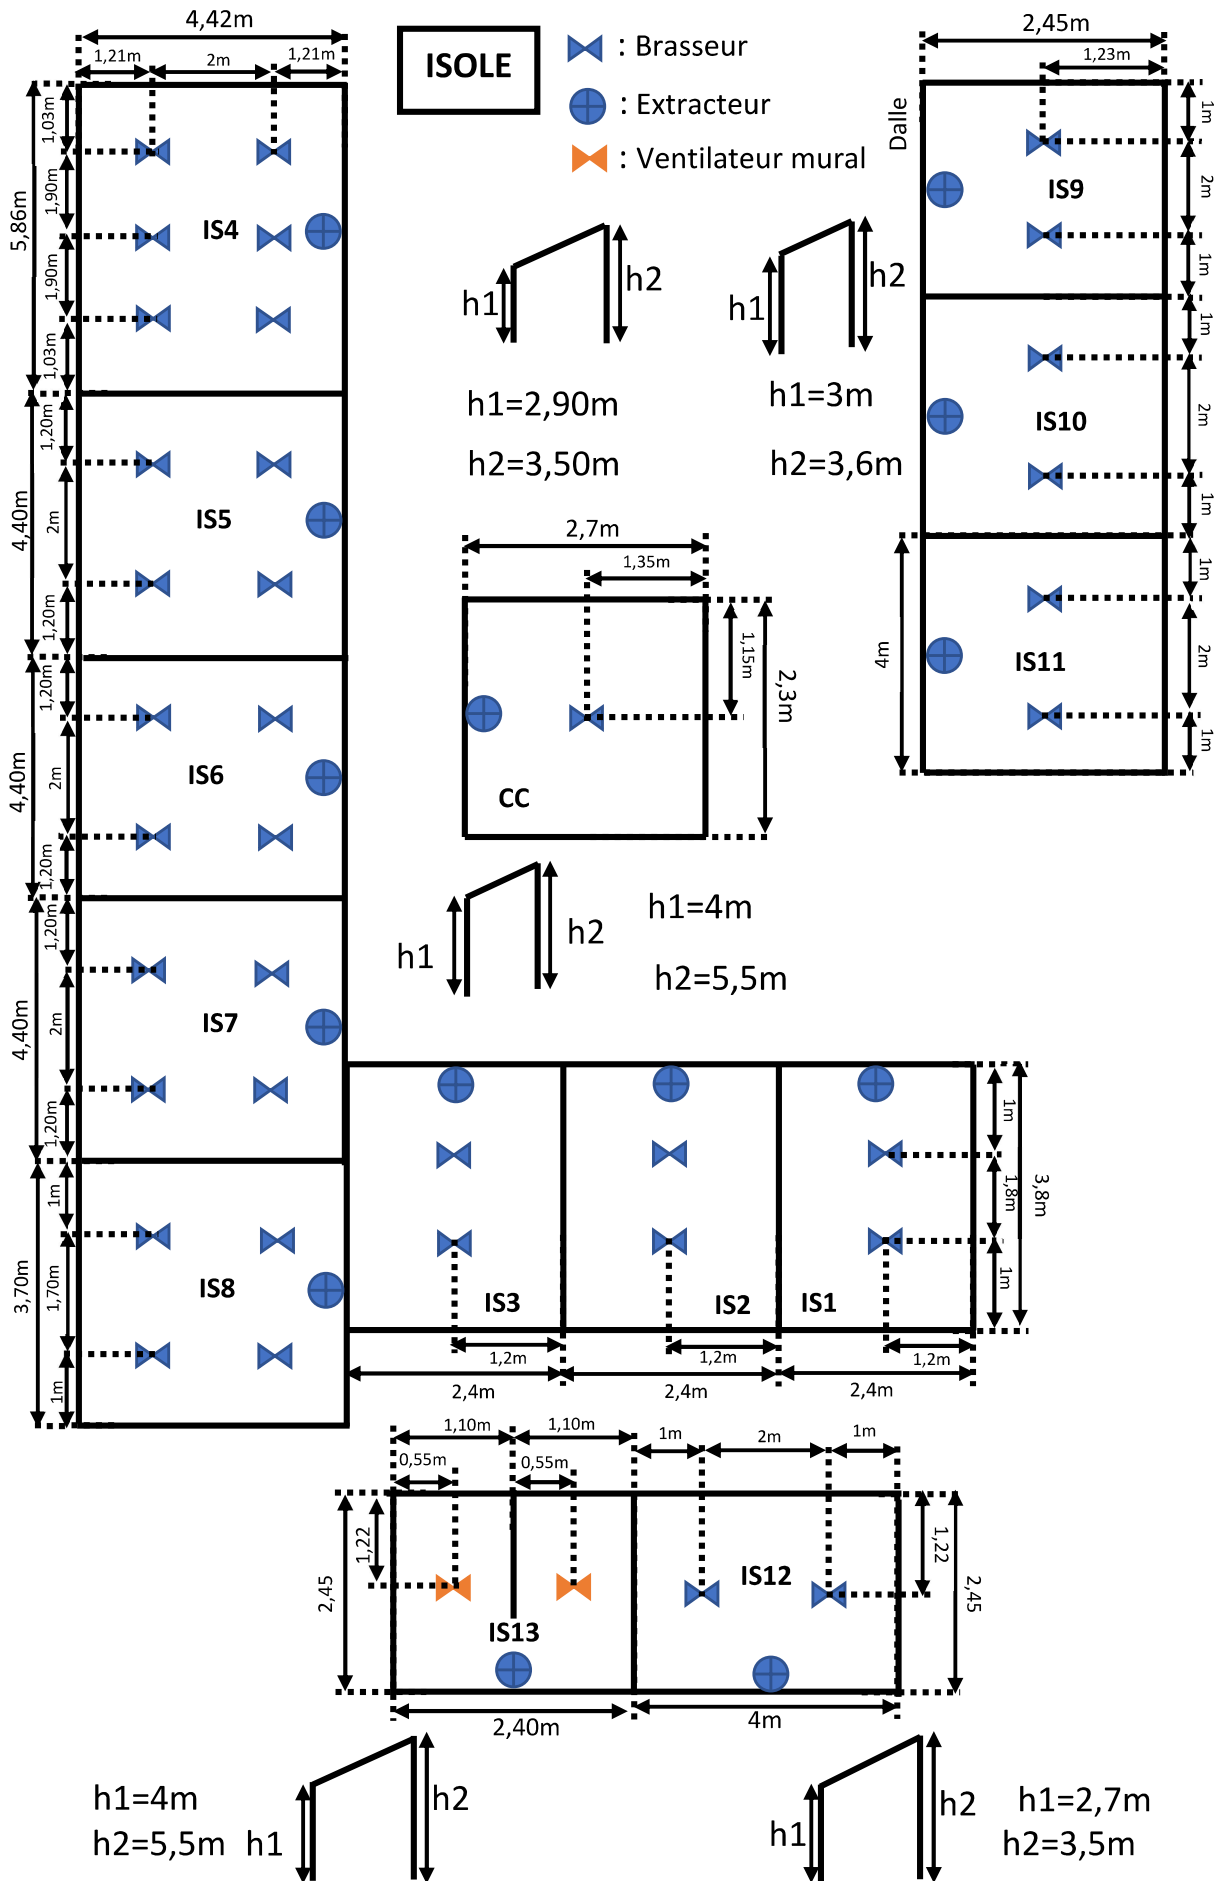 4,42m
1,21m
2m
1,21m
ISOLE
: Brasseur
: Extracteur
: Ventilateur mural
2,45m
1,23m
Dalle
1,03m
1,90m
1,90m
1,03m
5,86m
IS4
h1
h2
h1=2,90m
h2=3,50m
h1
h2
h1=3m
h2=3,6m
IS9
1m
2m
1m
IS10
1m
2m
1m
IS11
4m
1m
2m
1m
1,20m
2m
1,20m
4,40m
IS5
1,20m
2m
1,20m
4,40m
IS6
2,7m
1,35m
1,15m
2,3m
CC
h1
h2
h1=4m
h2=5,5m
1,20m
2m
1,20m
4,40m
IS7
1m
1,70m
1m
3,70m
IS8
IS3
IS2
IS1
1m
1,8m
1m
3,8m
1,2m
1,2m
1,2m
2,4m
2,4m
2,4m
1,10m
1,10m
1m
2m
1m
0,55m
0,55m
1,22
2,45
IS13
IS12
1,22
2,45
2,40m
4m
h1=4m
h2=5,5m
h1
h2
h1
h2
h1=2,7m
h2=3,5m